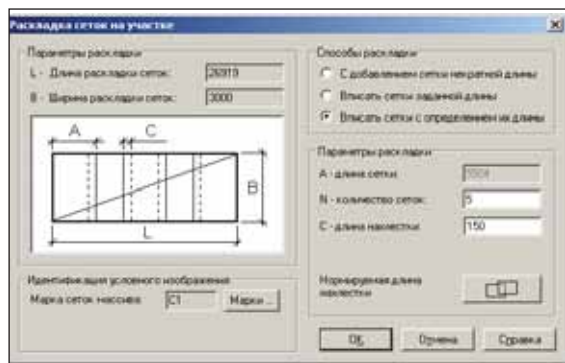 Раскладка сеток на участке
Параметры раскладки
L - Длина раскладки сеток:
B - Ширина раскладки сеток: 3000
A
C
B
L
Идентификация условного изображения
Марка сеток массива: C1 Марки ...
Способы раскладки
С добавлением сетки некратной длины
Вписать сетки заданной длины
Вписать сетки с определением их длины
Параметры раскладки
A - длина сетки:
N - количество сеток: 5
C - длина нахлестки: 150
Нормируемая длина
нахлестки
OK Отмена Справка